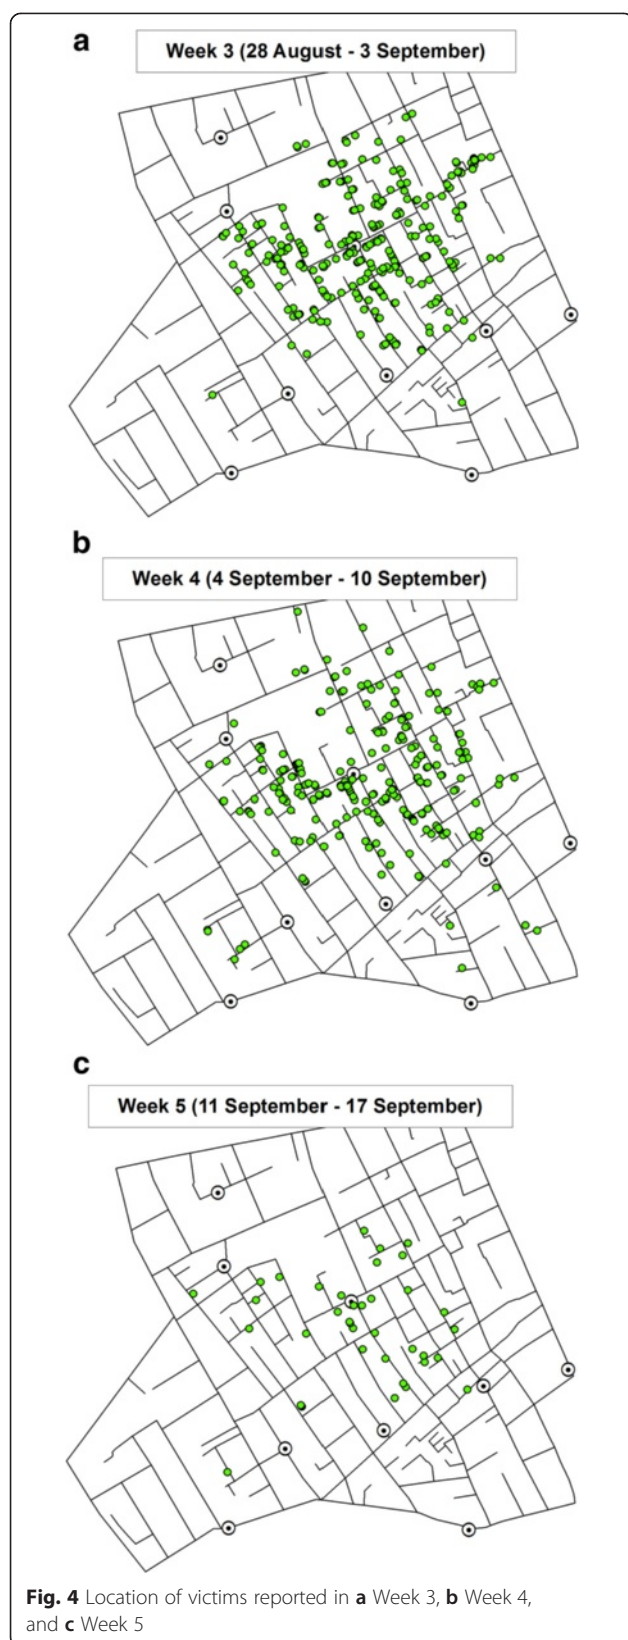 a
Week 3 (28 August - 3 September)
b
Week 4 (4 September - 10 September)
c
Week 5 (11 September - 17 September)
Fig. 4 Location of victims reported in a Week 3, b Week 4,
and c Week 5